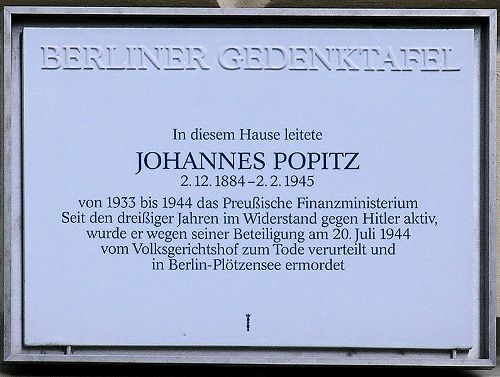 BERLINER GEDENKTAFEL
In diesem Hause leitete
JOHANNES POPITZ
2. 12. 1884 – 2. 2. 1945
von 1933 bis 1944 das Preußische Finanzministerium
Seit den dreißiger Jahren im Widerstand gegen Hitler aktiv,
wurde er wegen seiner Beteiligung am 20. Juli 1944
vom Volksgerichtshof zum Tode verurteilt und
in Berlin-Plötzensee ermordet